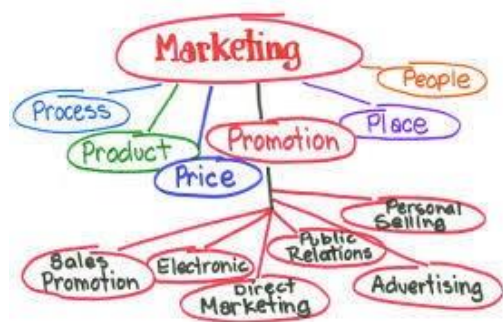 Marketing
People
Process
Place
Promotion
Product
Price
Personal
Selling
Public
Relations
Sales
Promotion
Electronic
Advertising
Direct
Marketing